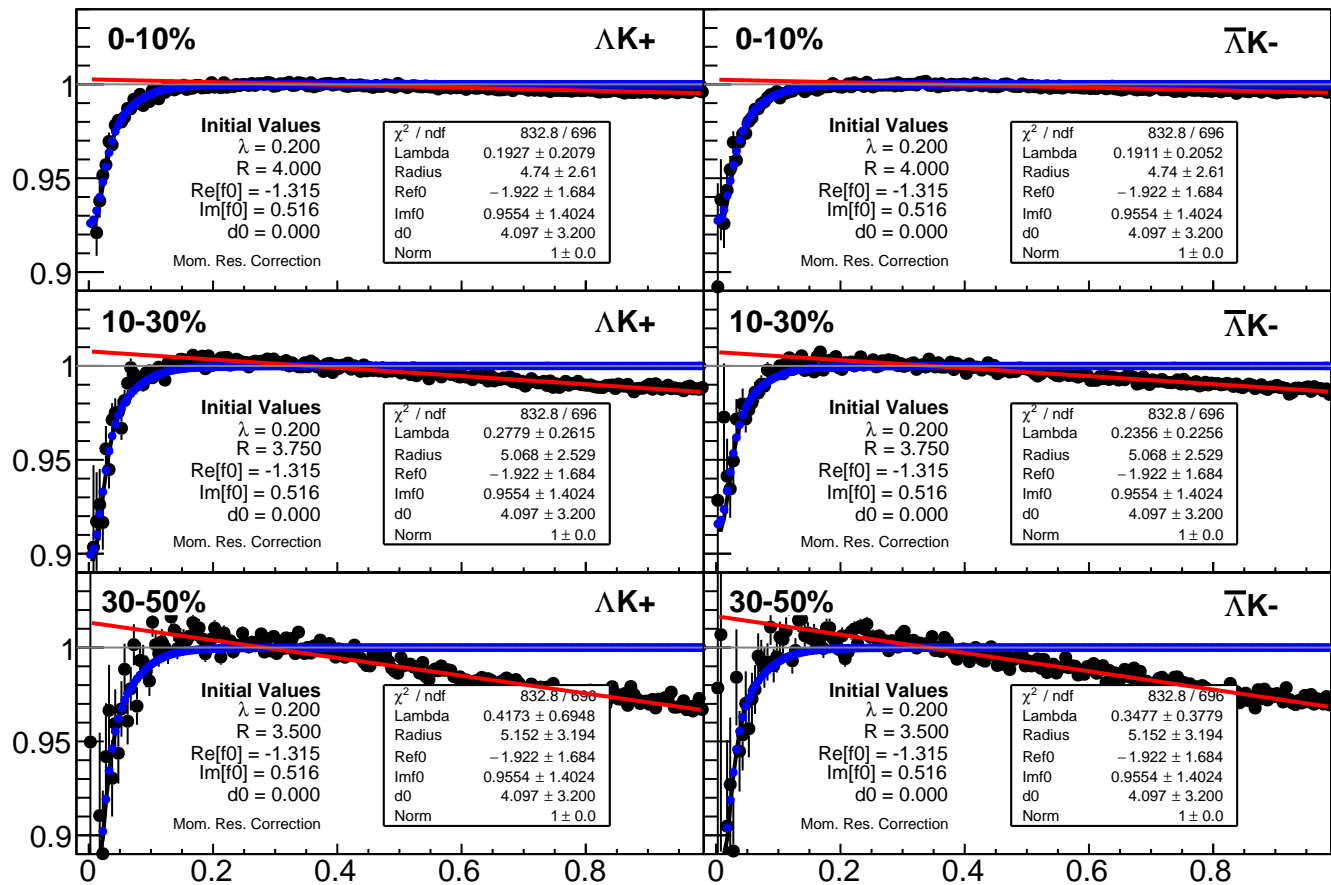 0-10%
ΛK+
1
0.95
0.9
Initial Values
λ = 0.200
R = 4.000
Re[f0] = -1.315
Im[f0] = 0.516
d0 = 0.000
Mom. Res. Correction
χ² / ndf 832.8 / 696
Lambda 0.1927 ± 0.2079
Radius 4.74 ± 2.61
Ref0 −1.922 ± 1.684
Imf0 0.9554 ± 1.4024
d0 4.097 ± 3.200
Norm 1 ± 0.0
0-10%
Λ̅K-
Initial Values
λ = 0.200
R = 4.000
Re[f0] = -1.315
Im[f0] = 0.516
d0 = 0.000
Mom. Res. Correction
χ² / ndf 832.8 / 696
Lambda 0.1911 ± 0.2052
Radius 4.74 ± 2.61
Ref0 −1.922 ± 1.684
Imf0 0.9554 ± 1.4024
d0 4.097 ± 3.200
Norm 1 ± 0.0
10-30%
ΛK+
1
0.95
0.9
Initial Values
λ = 0.200
R = 3.750
Re[f0] = -1.315
Im[f0] = 0.516
d0 = 0.000
Mom. Res. Correction
χ² / ndf 832.8 / 696
Lambda 0.2779 ± 0.2615
Radius 5.068 ± 2.529
Ref0 −1.922 ± 1.684
Imf0 0.9554 ± 1.4024
d0 4.097 ± 3.200
Norm 1 ± 0.0
10-30%
Λ̅K-
Initial Values
λ = 0.200
R = 3.750
Re[f0] = -1.315
Im[f0] = 0.516
d0 = 0.000
Mom. Res. Correction
χ² / ndf 832.8 / 696
Lambda 0.2356 ± 0.2256
Radius 5.068 ± 2.529
Ref0 −1.922 ± 1.684
Imf0 0.9554 ± 1.4024
d0 4.097 ± 3.200
Norm 1 ± 0.0
30-50%
ΛK+
1
0.95
0.9
Initial Values
λ = 0.200
R = 3.500
Re[f0] = -1.315
Im[f0] = 0.516
d0 = 0.000
Mom. Res. Correction
χ² / ndf 832.8 / 696
Lambda 0.4173 ± 0.6948
Radius 5.152 ± 3.194
Ref0 −1.922 ± 1.684
Imf0 0.9554 ± 1.4024
d0 4.097 ± 3.200
Norm 1 ± 0.0
0 0.2 0.4 0.6 0.8
30-50%
Λ̅K-
Initial Values
λ = 0.200
R = 3.500
Re[f0] = -1.315
Im[f0] = 0.516
d0 = 0.000
Mom. Res. Correction
χ² / ndf 832.8 / 696
Lambda 0.3477 ± 0.3779
Radius 5.152 ± 3.194
Ref0 −1.922 ± 1.684
Imf0 0.9554 ± 1.4024
d0 4.097 ± 3.200
Norm 1 ± 0.0
0 0.2 0.4 0.6 0.8